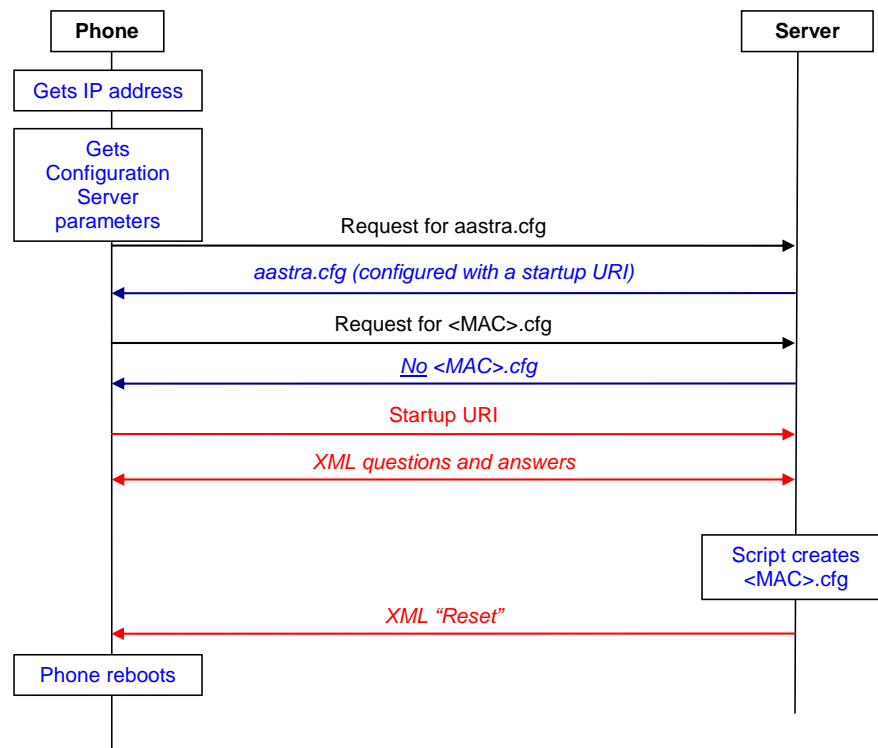 Phone
Server
Gets IP address
Gets
Configuration
Server
parameters
Request for aastra.cfg
aastra.cfg (configured with a startup URI)
Request for <MAC>.cfg
No <MAC>.cfg
Startup URI
XML questions and answers
Script creates
<MAC>.cfg
XML “Reset”
Phone reboots